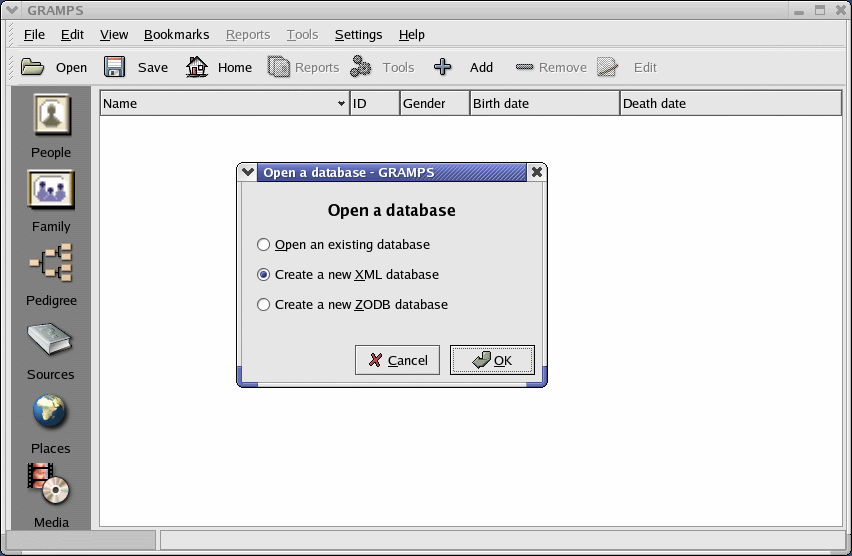 GRAMPS
File Edit View Bookmarks Reports Tools Settings Help
Open Save Home Reports Tools Add Remove Edit
Name ID Gender Birth date Death date
People
Family
Pedigree
Sources
Places
Media
Open a database - GRAMPS
Open a database
Open an existing database
Create a new XML database
Create a new ZODB database
Cancel OK